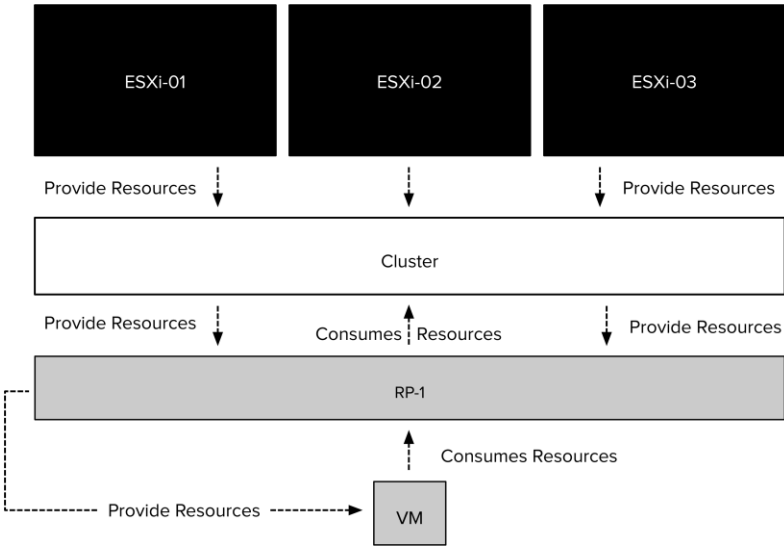 ESXi-01
ESXi-02
ESXi-03
Provide Resources
Provide Resources
Cluster
Provide Resources
Consumes Resources
Provide Resources
RP-1
Consumes Resources
Provide Resources
VM